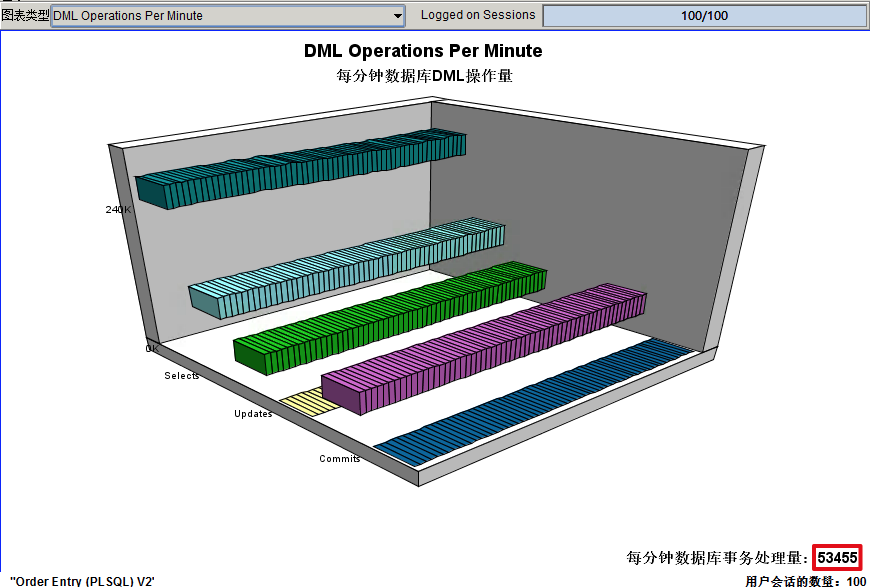 图表类型 DML Operations Per Minute Logged on Sessions 100/100
DML Operations Per Minute
每分钟数据库DML操作量
240K
0K
Selects
Updates
Commits
每分钟数据库事务处理量: 53455
"Order Entry (PLSQL) V2" 用户会话的数量: 100